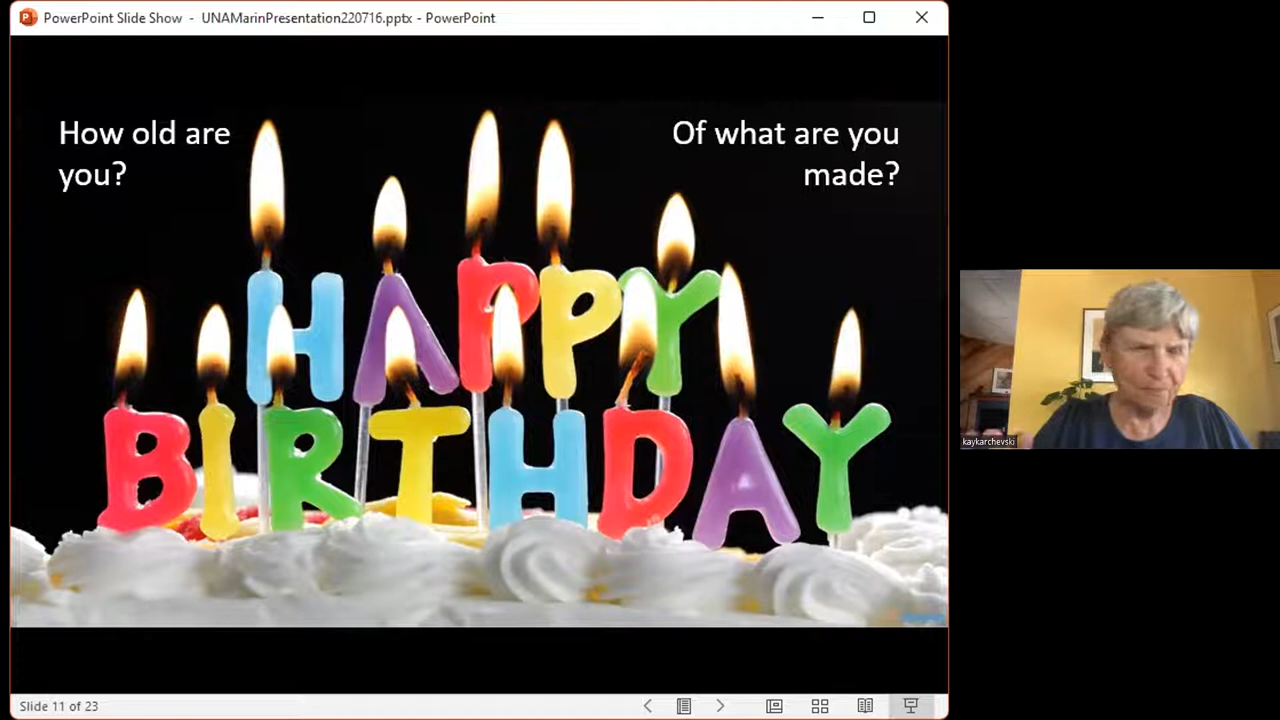 PowerPoint Slide Show - UNAMarinPresentation220716.pptx - PowerPoint
How old are
you?
Of what are you
made?
HAPPY
BIRTHDAY
kaykarchevski
Slide 11 of 23